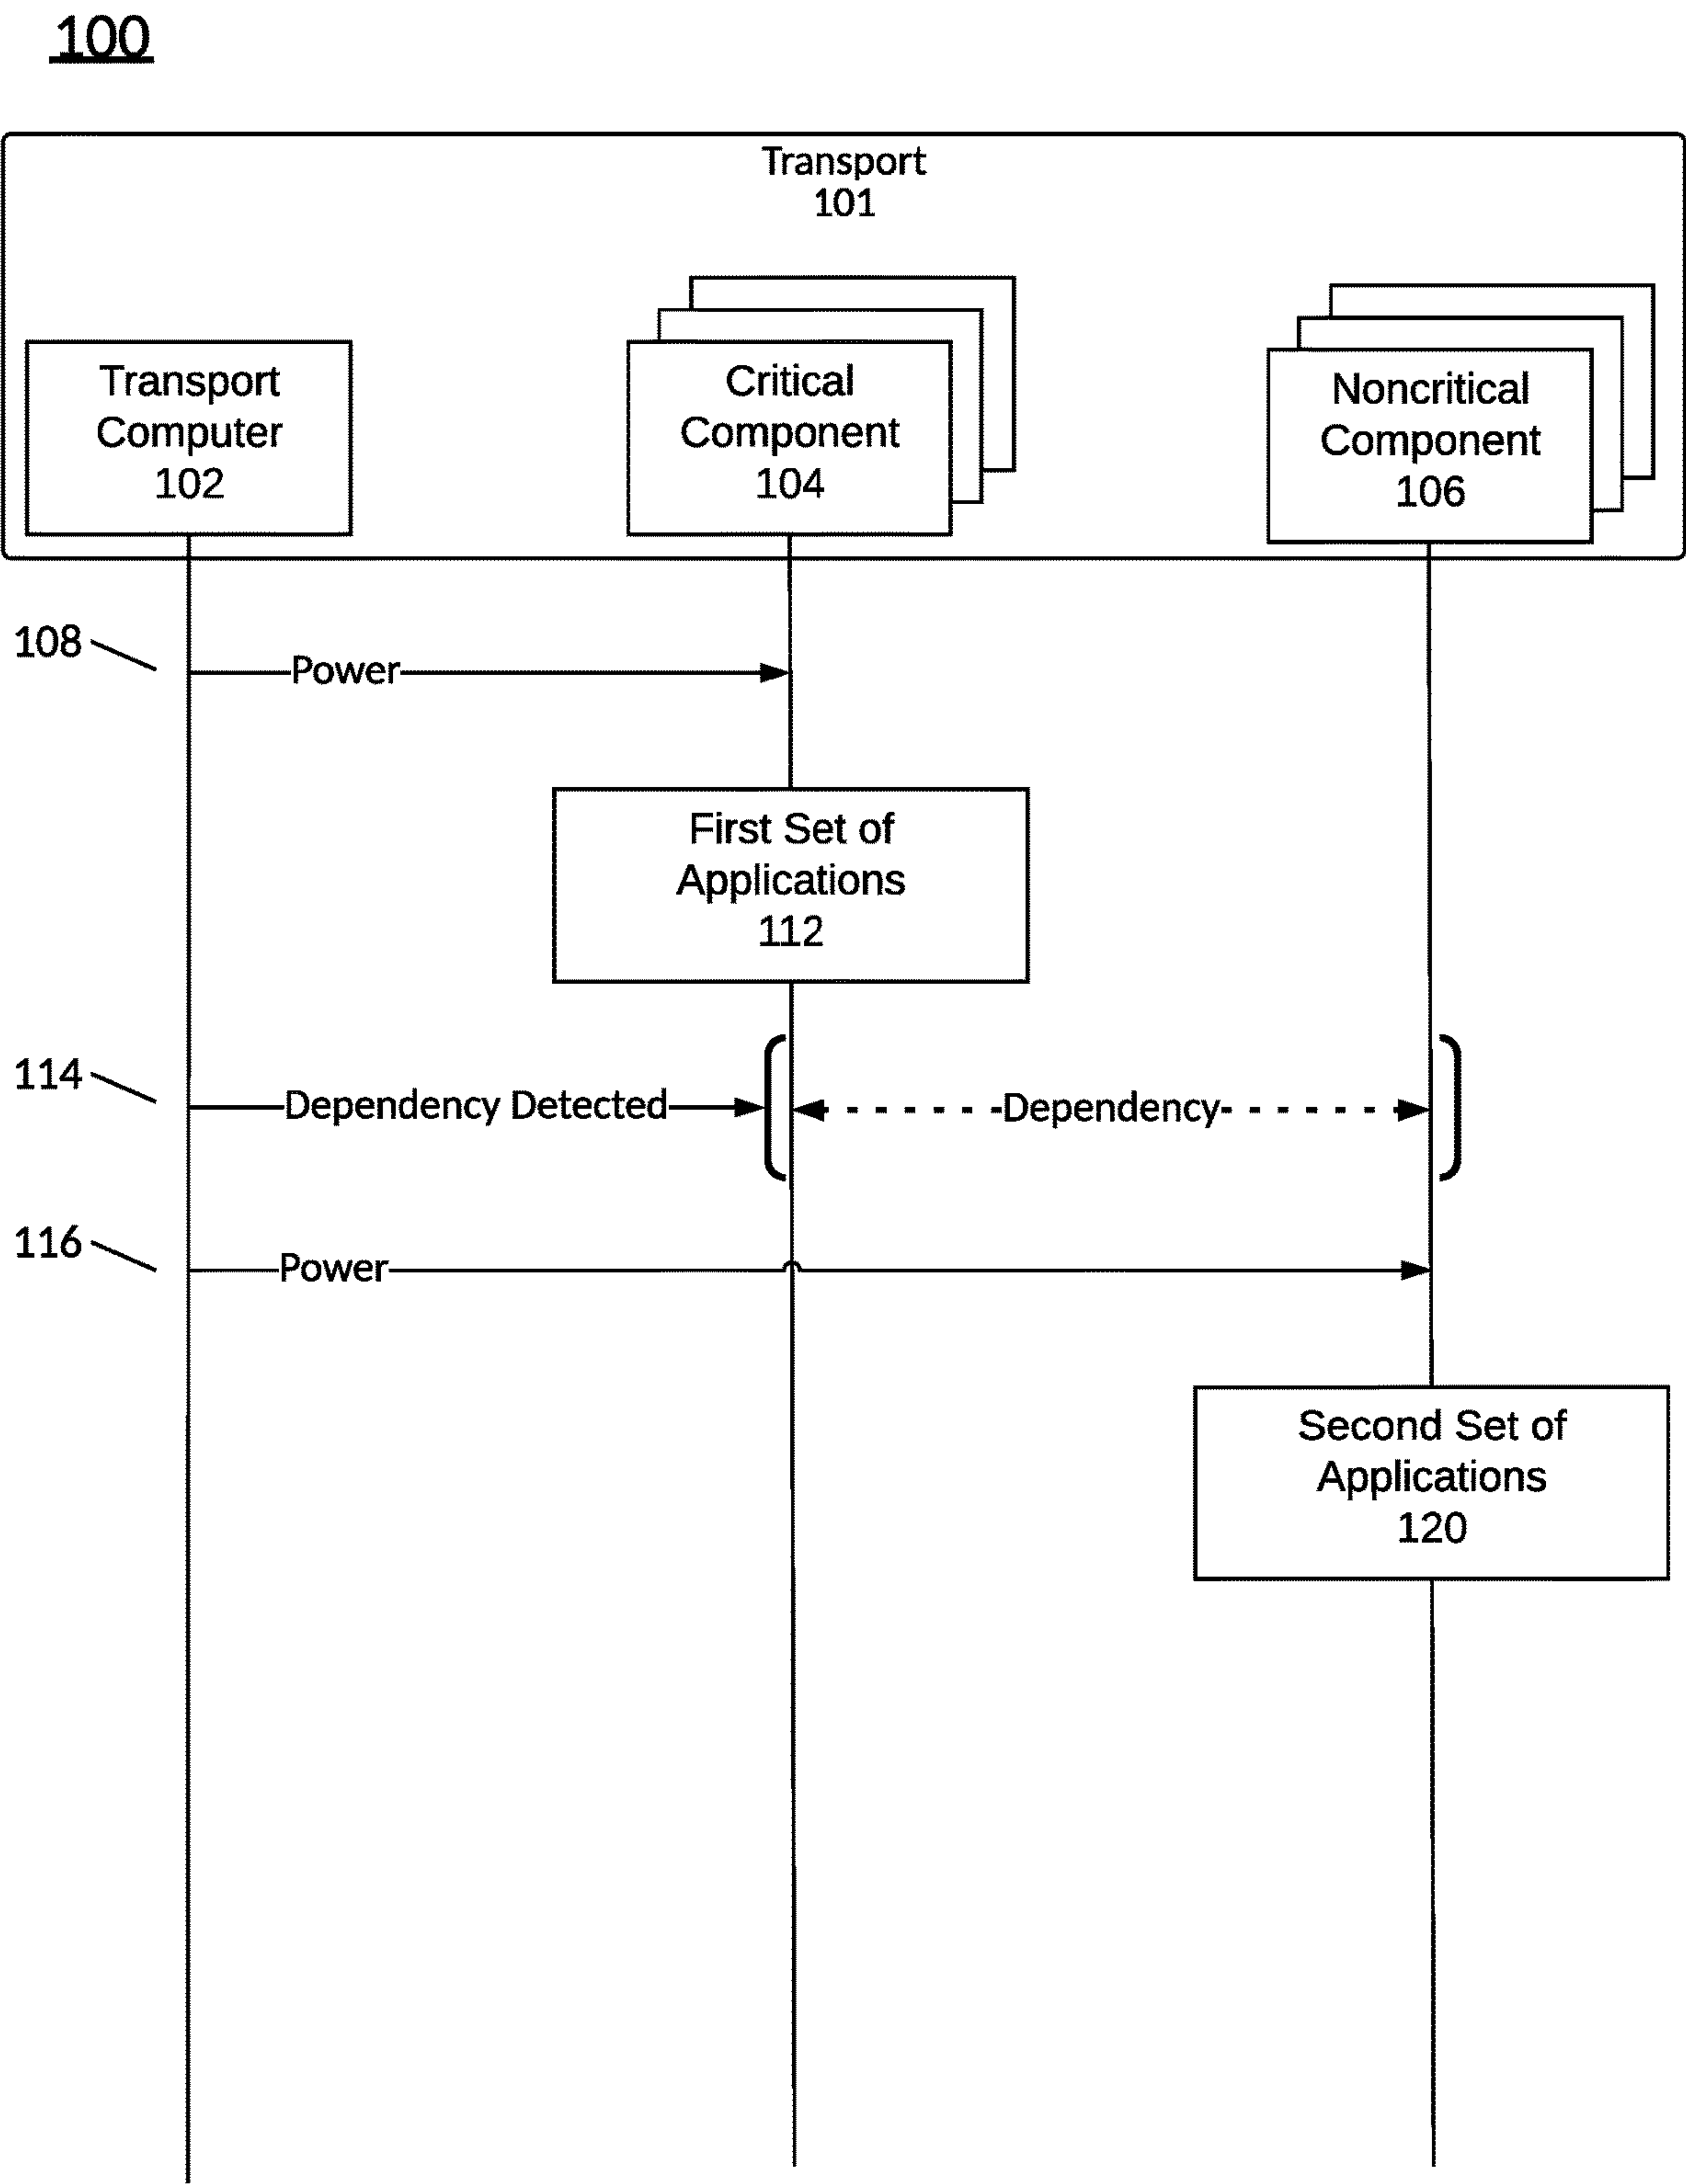 100
Transport
101
Transport
Computer
102
Critical
Component
104
Noncritical
Component
106
108
Power
First Set of
Applications
112
114
Dependency Detected
Dependency
116
Power
Second Set of
Applications
120